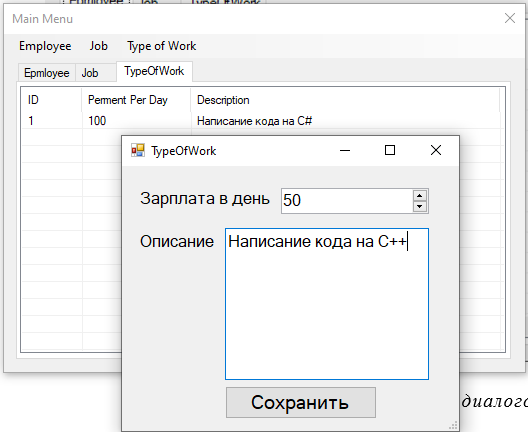 Main Menu
Employee Job Type of Work
Epmloyee Job TypeOfWork
ID Perment Per Day Description
1 100 Написание кода на C#
TypeOfWork
Зарплата в день 50
Описание Написание кода на C++
Сохранить
диалого